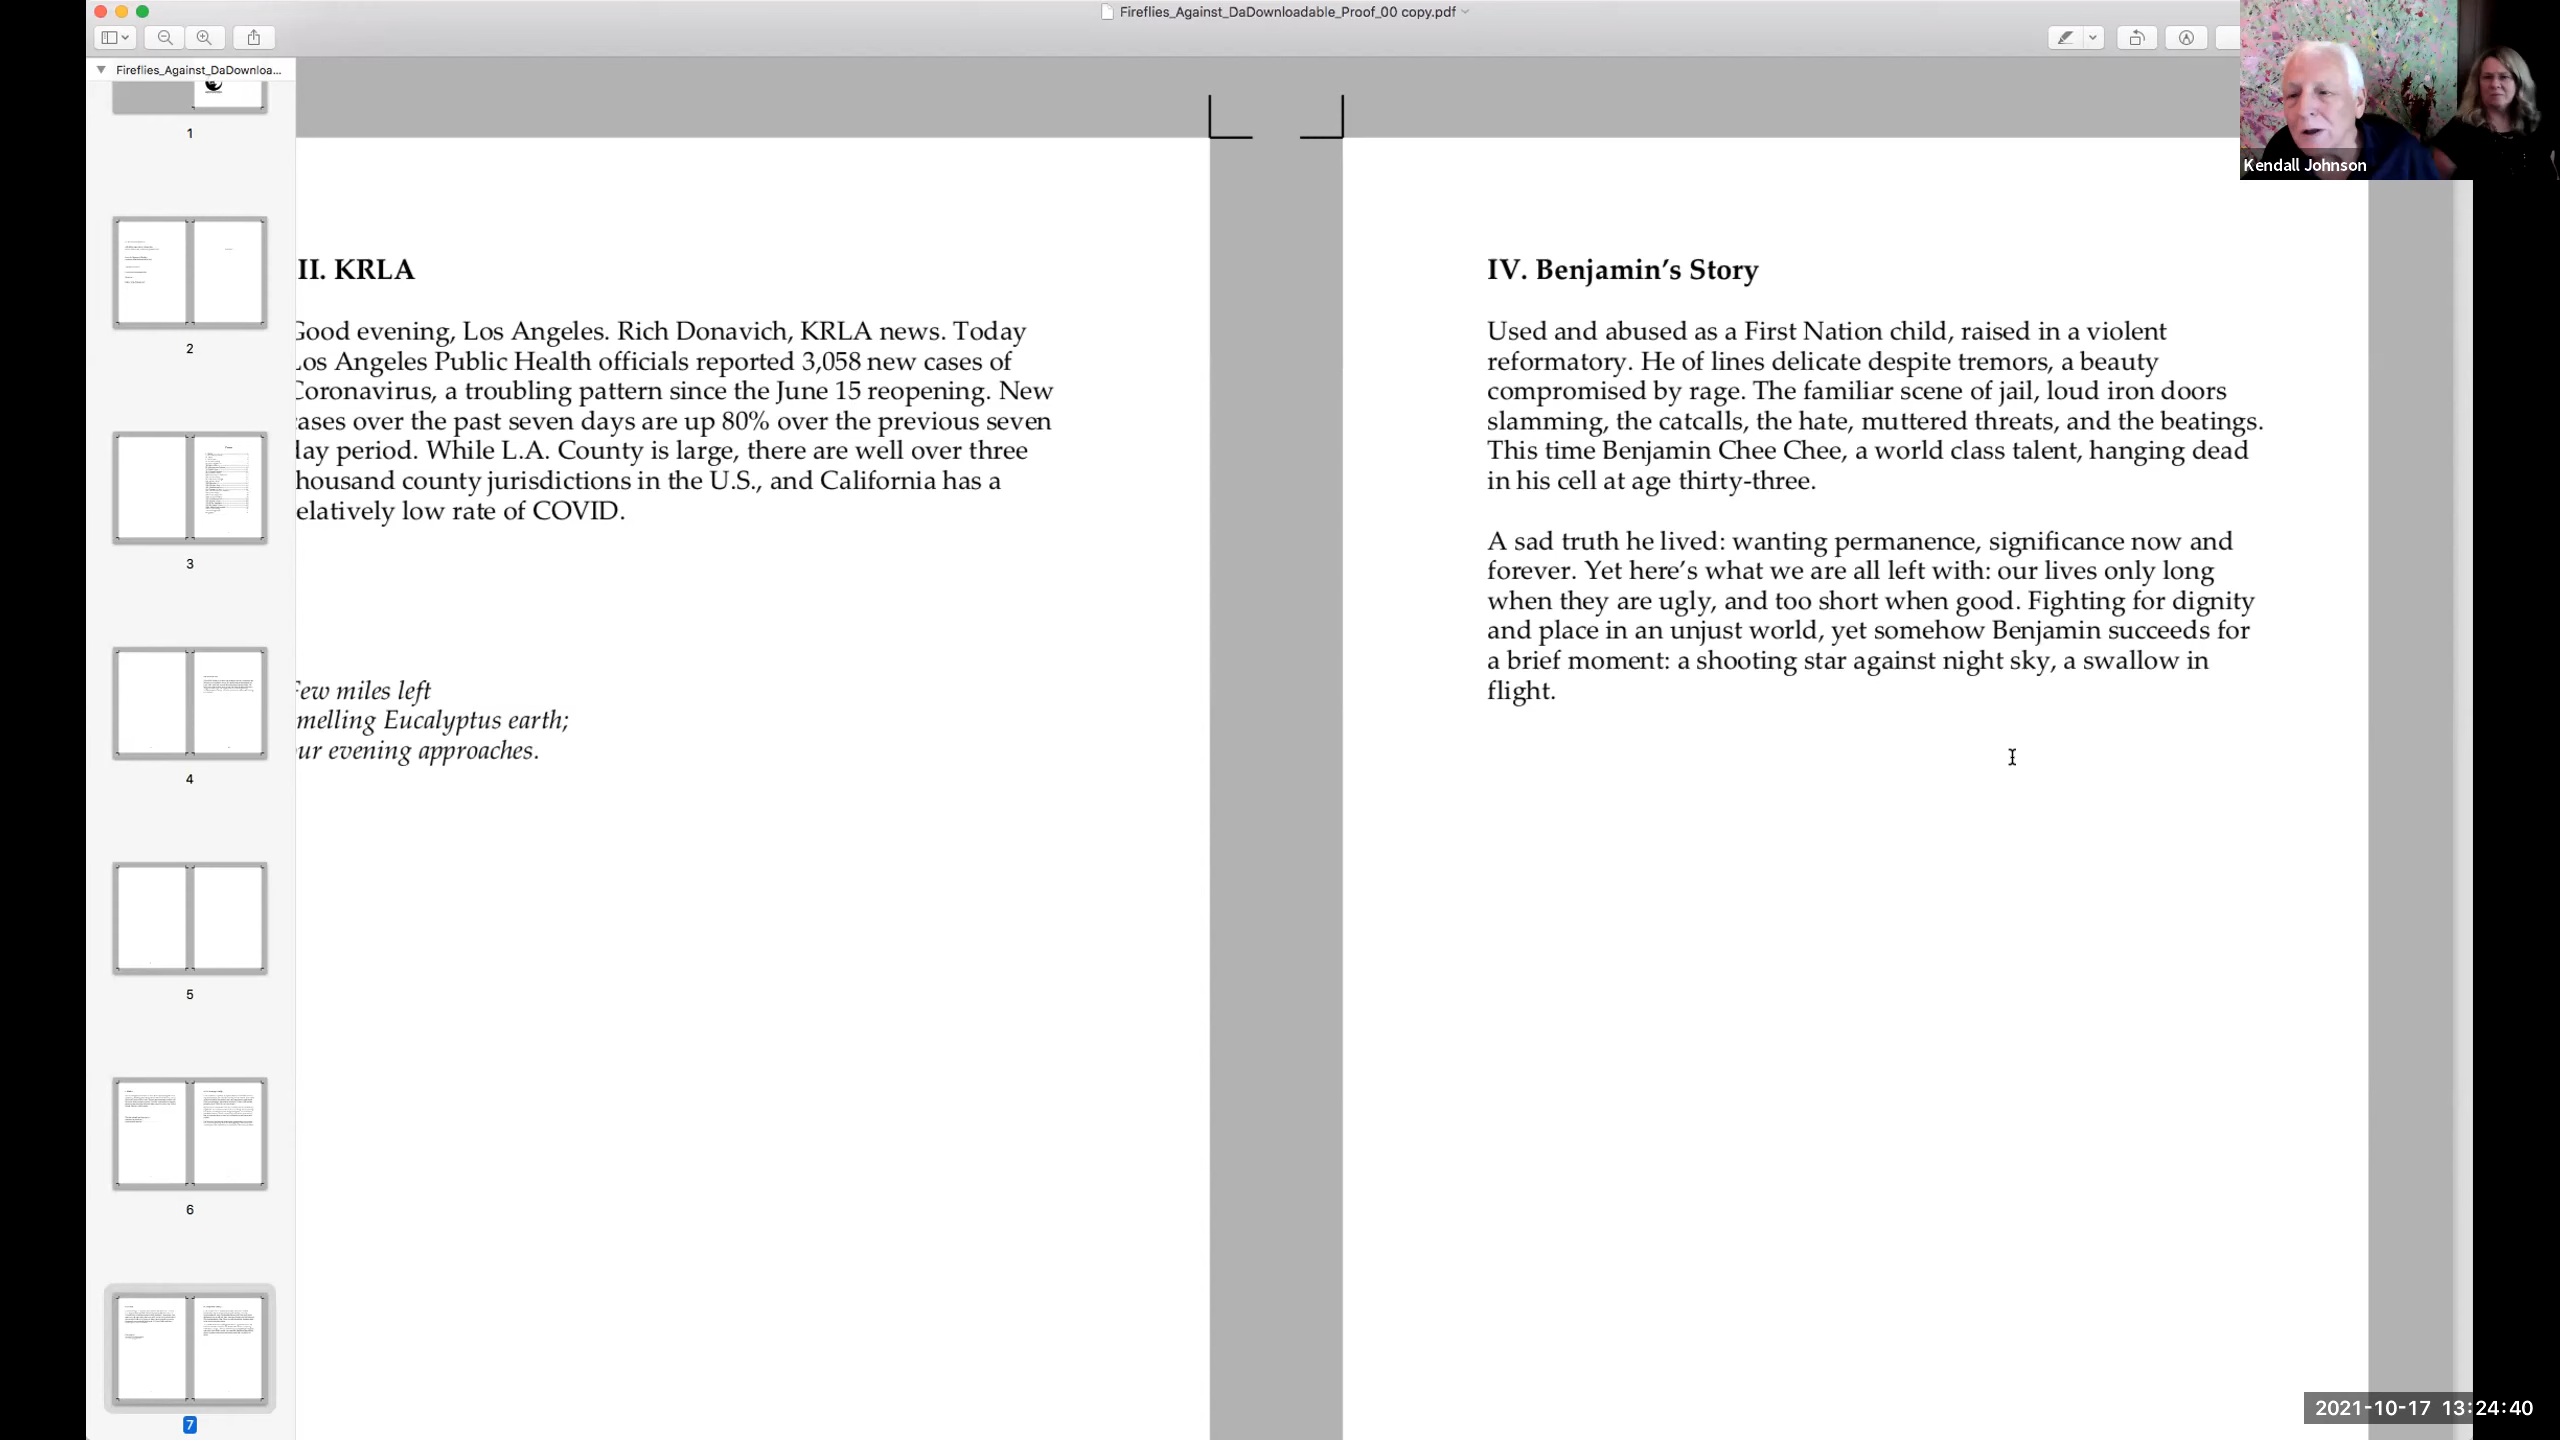 Fireflies_Against_DaDownloadable_Proof_00 copy.pdf
Fireflies_Against_DaDownloa...
1
2
3
4
5
6
7
II. KRLA
Good evening, Los Angeles. Rich Donavich, KRLA news. Today
Los Angeles Public Health officials reported 3,058 new cases of
Coronavirus, a troubling pattern since the June 15 reopening. New
cases over the past seven days are up 80% over the previous seven
day period. While L.A. County is large, there are well over three
housand county jurisdictions in the U.S., and California has a
elatively low rate of COVID.
Few miles left
melling Eucalyptus earth;
our evening approaches.
IV. Benjamin's Story
Used and abused as a First Nation child, raised in a violent
reformatory. He of lines delicate despite tremors, a beauty
compromised by rage. The familiar scene of jail, loud iron doors
slamming, the catcalls, the hate, muttered threats, and the beatings.
This time Benjamin Chee Chee, a world class talent, hanging dead
in his cell at age thirty-three.
A sad truth he lived: wanting permanence, significance now and
forever. Yet here's what we are all left with: our lives only long
when they are ugly, and too short when good. Fighting for dignity
and place in an unjust world, yet somehow Benjamin succeeds for
a brief moment: a shooting star against night sky, a swallow in
flight.
Kendall Johnson
2021-10-17 13:24:40